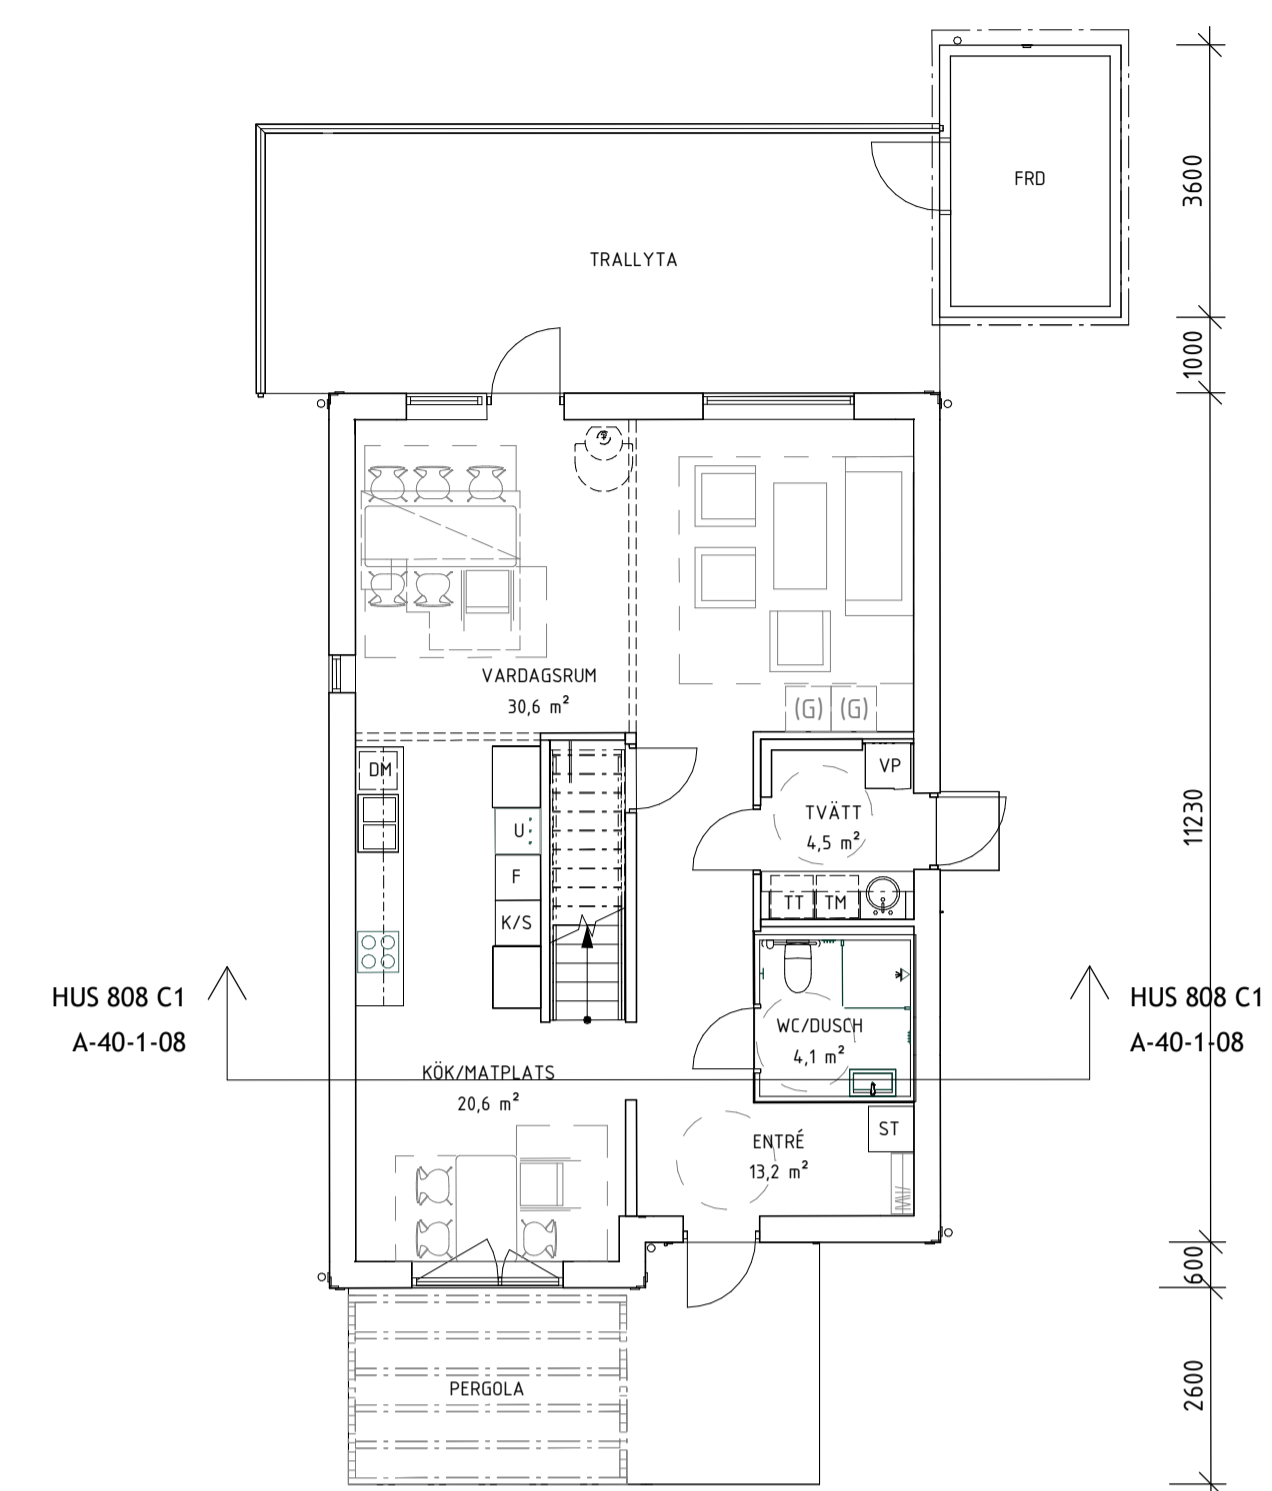 FRD
3600
TRALLYTA
1000
VARDAGSRUM
30,6 m²
(G) (G)
DM
VP
U
TVÄTT
4,5 m²
11230
F
TT TM
K/S
HUS 808 C1
A-40-1-08
WC/DUSCH
4,1 m²
HUS 808 C1
A-40-1-08
KÖK/MATPLATS
20,6 m²
ST
ENTRÉ
13,2 m²
600
PERGOLA
2600